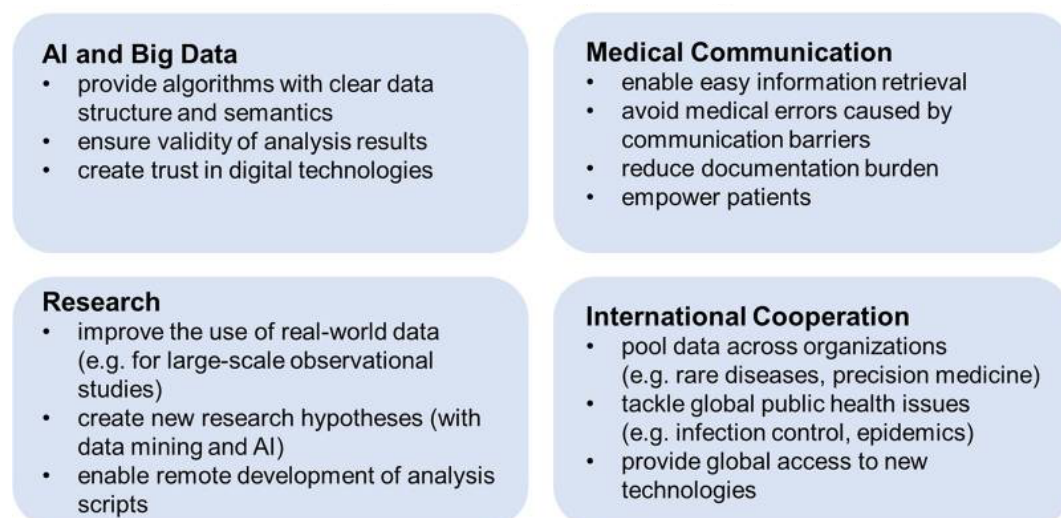 AI and Big Data
• provide algorithms with clear data
structure and semantics
• ensure validity of analysis results
• create trust in digital technologies
Medical Communication
• enable easy information retrieval
• avoid medical errors caused by
communication barriers
• reduce documentation burden
• empower patients
Research
• improve the use of real-world data
(e.g. for large-scale observational
studies)
• create new research hypotheses (with
data mining and AI)
• enable remote development of analysis
scripts
International Cooperation
• pool data across organizations
(e.g. rare diseases, precision medicine)
• tackle global public health issues
(e.g. infection control, epidemics)
• provide global access to new
technologies